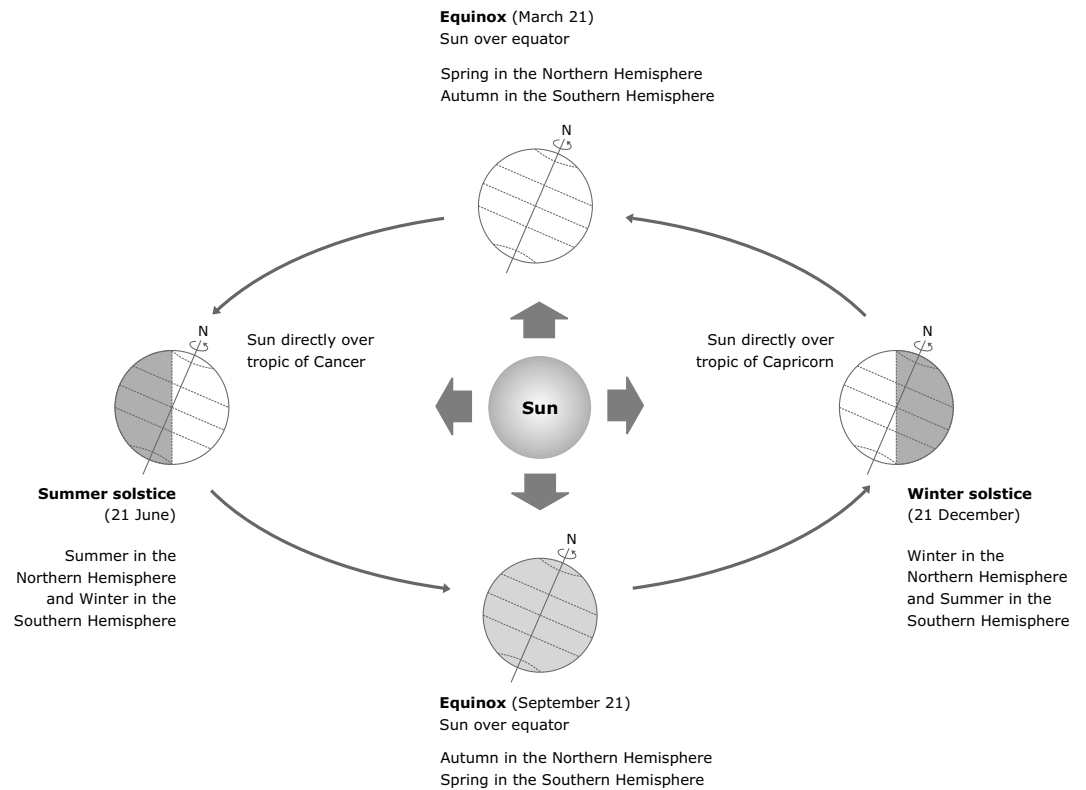 Equinox (March 21)
Sun over equator
Spring in the Northern Hemisphere
Autumn in the Southern Hemisphere
N
N
Sun directly over
tropic of Cancer
Sun directly over
tropic of Capricorn
N
Sun
Summer solstice
(21 June)
Summer in the
Northern Hemisphere
and Winter in the
Southern Hemisphere
Winter solstice
(21 December)
Winter in the
Northern Hemisphere
and Summer in the
Southern Hemisphere
N
Equinox (September 21)
Sun over equator
Autumn in the Northern Hemisphere
Spring in the Southern Hemisphere